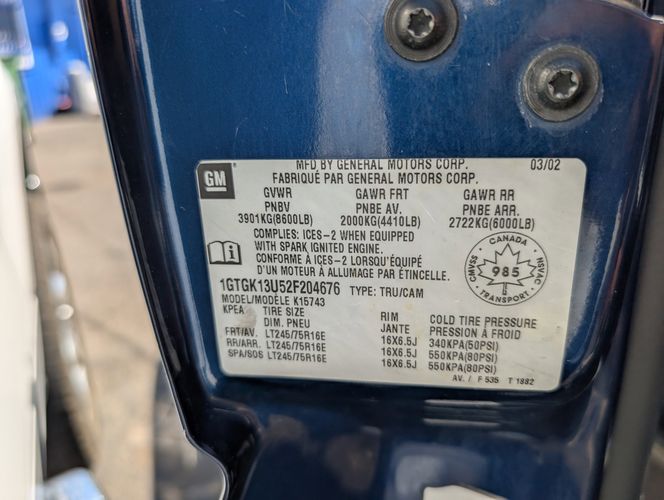 GM
MFD BY GENERAL MOTORS CORP. 03/02
FABRIQUÉ PAR GENERAL MOTORS CORP.
GVWR GAWR FRT GAWR RR
PNBV PNBE AV. PNBE ARR.
3901KG(8600LB) 2000KG(4410LB) 2722KG(6000LB)
COMPLIES: ICES-2 WHEN EQUIPPED
WITH SPARK IGNITED ENGINE.
CONFORME À ICES-2 LORSQU'ÉQUIPÉ
D'UN MOTEUR À ALLUMAGE PAR ÉTINCELLE.
CANADA
CMVSS 985 NSVAC
TRANSPORT
1GTGK13U52F204676 TYPE: TRU/CAM
MODEL/MODÈLE K15743
KPEA TIRE SIZE RIM COLD TIRE PRESSURE
DIM. PNEU JANTE PRESSION À FROID
FRT/AV. LT245/75R16E 16X6.5J 340KPA(50PSI)
RR/ARR. LT245/75R16E 16X6.5J 550KPA(80PSI)
SPA/SOS LT245/75R16E 16X6.5J 550KPA(80PSI)
AV. / F 535 T 1882